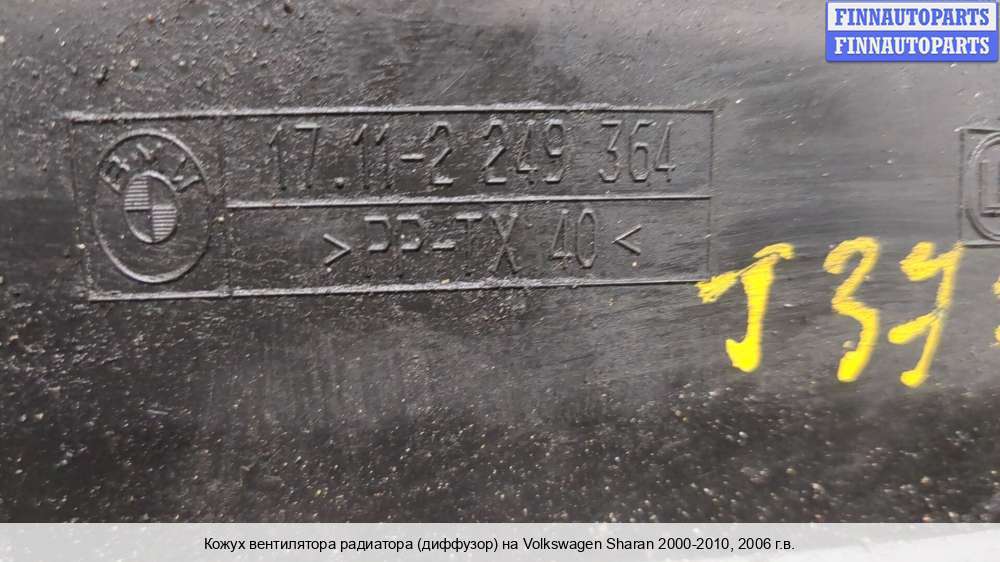 FINNAUTOPARTS
FINNAUTOPARTS
BMW
17.11-2 249 364
>PP-TX 40<
Кожух вентилятора радиатора (диффузор) на Volkswagen Sharan 2000-2010, 2006 г.в.